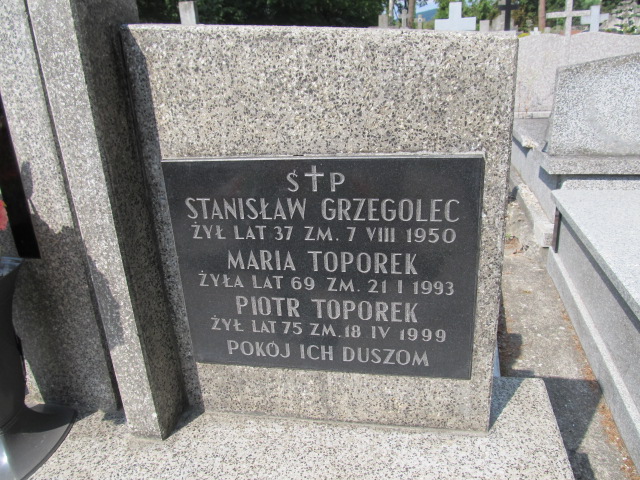 Ś†P
STANISŁAW GRZEGOLEC
ŻYŁ LAT 37 ZM. 7 VIII 1950
MARIA TOPOREK
ŻYŁA LAT 69 ZM. 21 I 1993
PIOTR TOPOREK
ŻYŁ LAT 75 ZM. 18 IV 1999
POKÓJ ICH DUSZOM